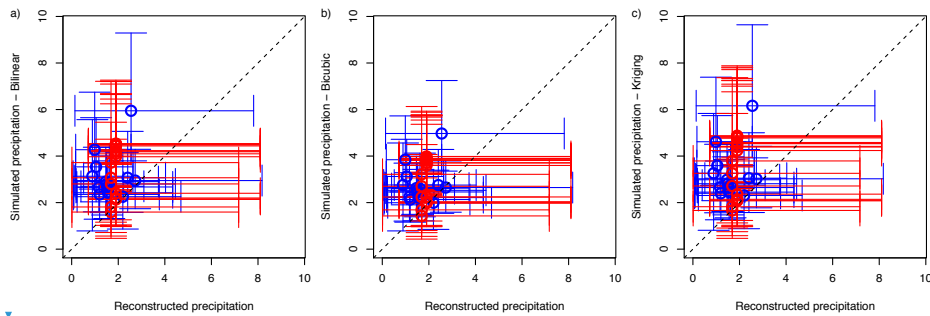 a)
Simulated precipitation − Bilinear
10
8
6
4
2
0
0 2 4 6 8 10
Reconstructed precipitation
b)
Simulated precipitation − Bicubic
10
8
6
4
2
0
0 2 4 6 8 10
Reconstructed precipitation
c)
Simulated precipitation − Kriging
10
8
6
4
2
0
0 2 4 6 8 10
Reconstructed precipitation